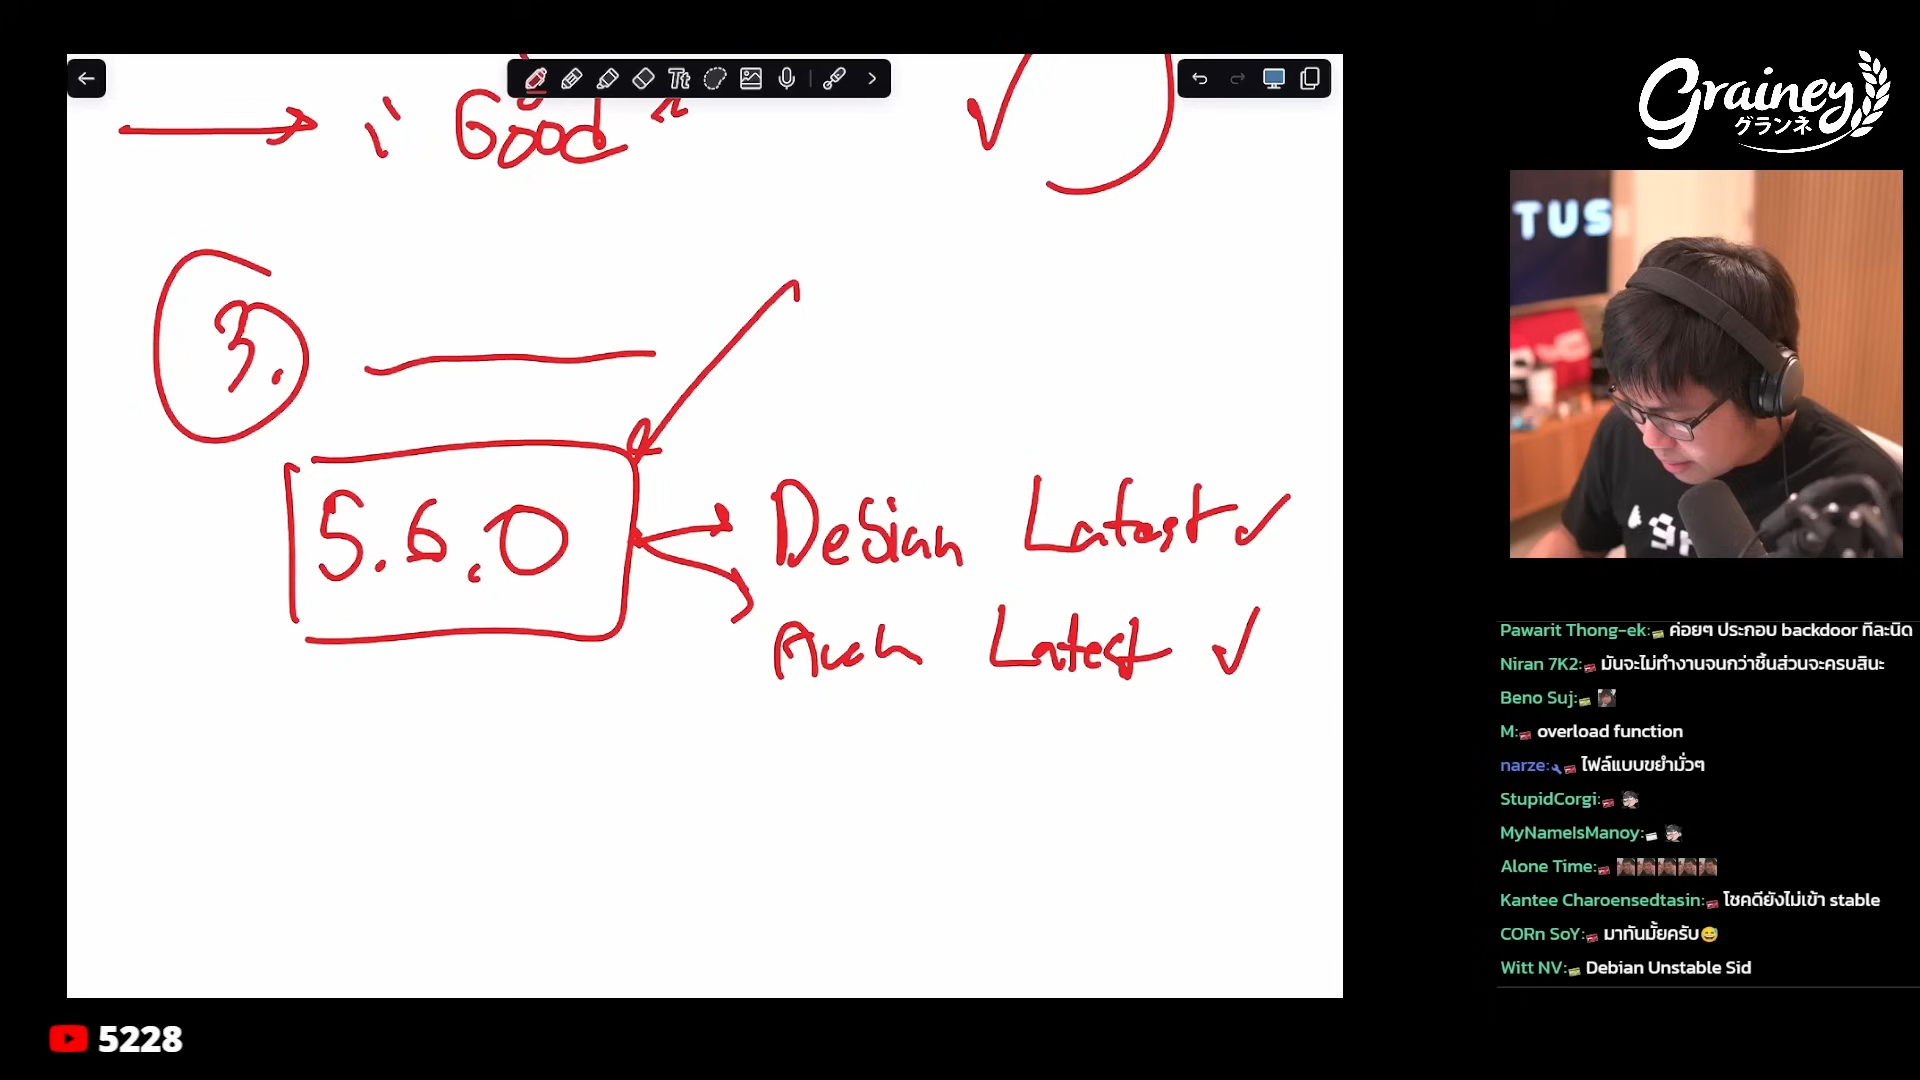 "Good"
Grainey
グランネ
TUS
3.
5.6.0
Debian Latest ✓
Arch Latest ✓
Pawarit Thong-ek: ค่อยๆ ประกอบ backdoor ทีละนิด
Niran 7K2: มันจะไม่ทำงานจนกว่าชิ้นส่วนจะครบสินะ
Beno Suj:
M: overload function
narze: ไฟล์แบบขยำมั่วๆ
StupidCorgi:
MyNameIsManoy:
Alone Time:
Kantee Charoensedtasin: โชคดียังไม่เข้า stable
CORn SoY: มาทันมั้ยครับ😅
Witt NV: Debian Unstable Sid
5228